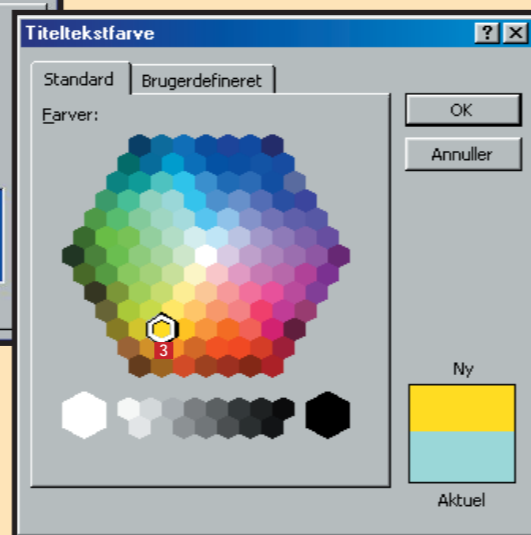 Titeltekstfarve
Standard
Brugerdefineret
Farver:
OK
Annuller
3
Ny
Aktuel